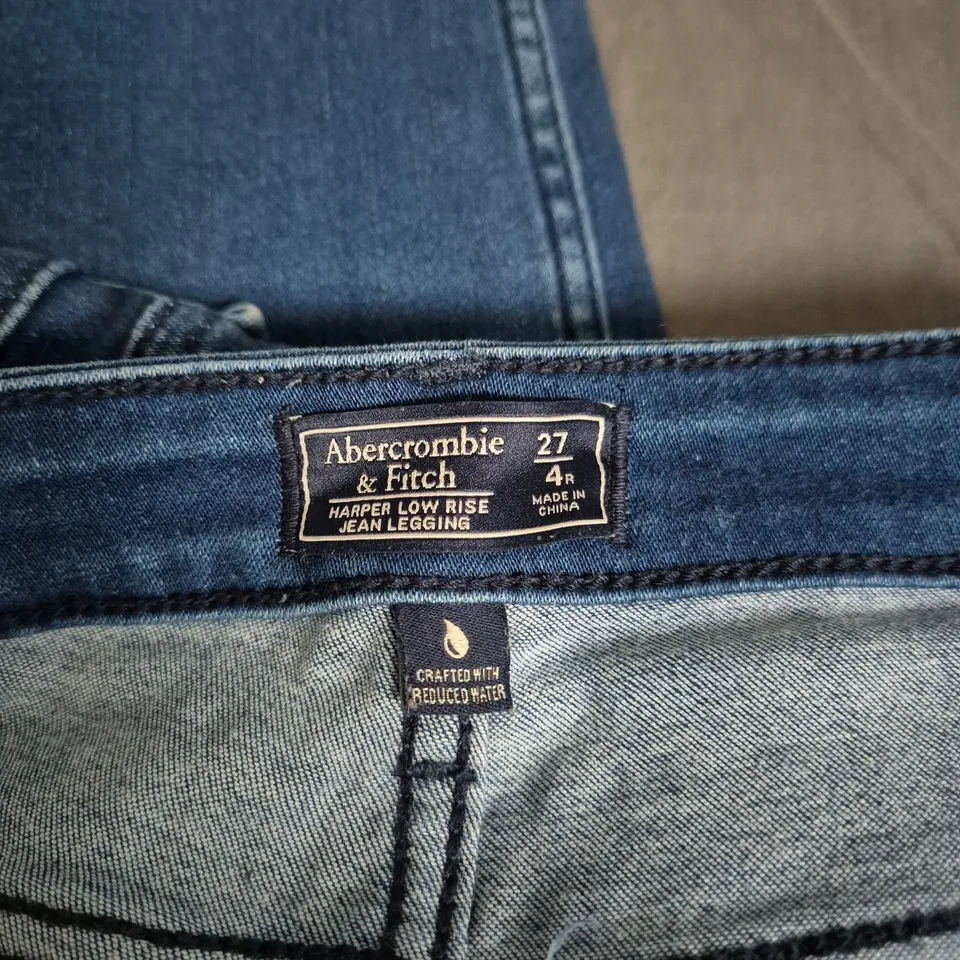 Abercrombie
& Fitch
HARPER LOW RISE
JEAN LEGGING
27
4R
MADE IN
CHINA
CRAFTED WITH
REDUCED WATER